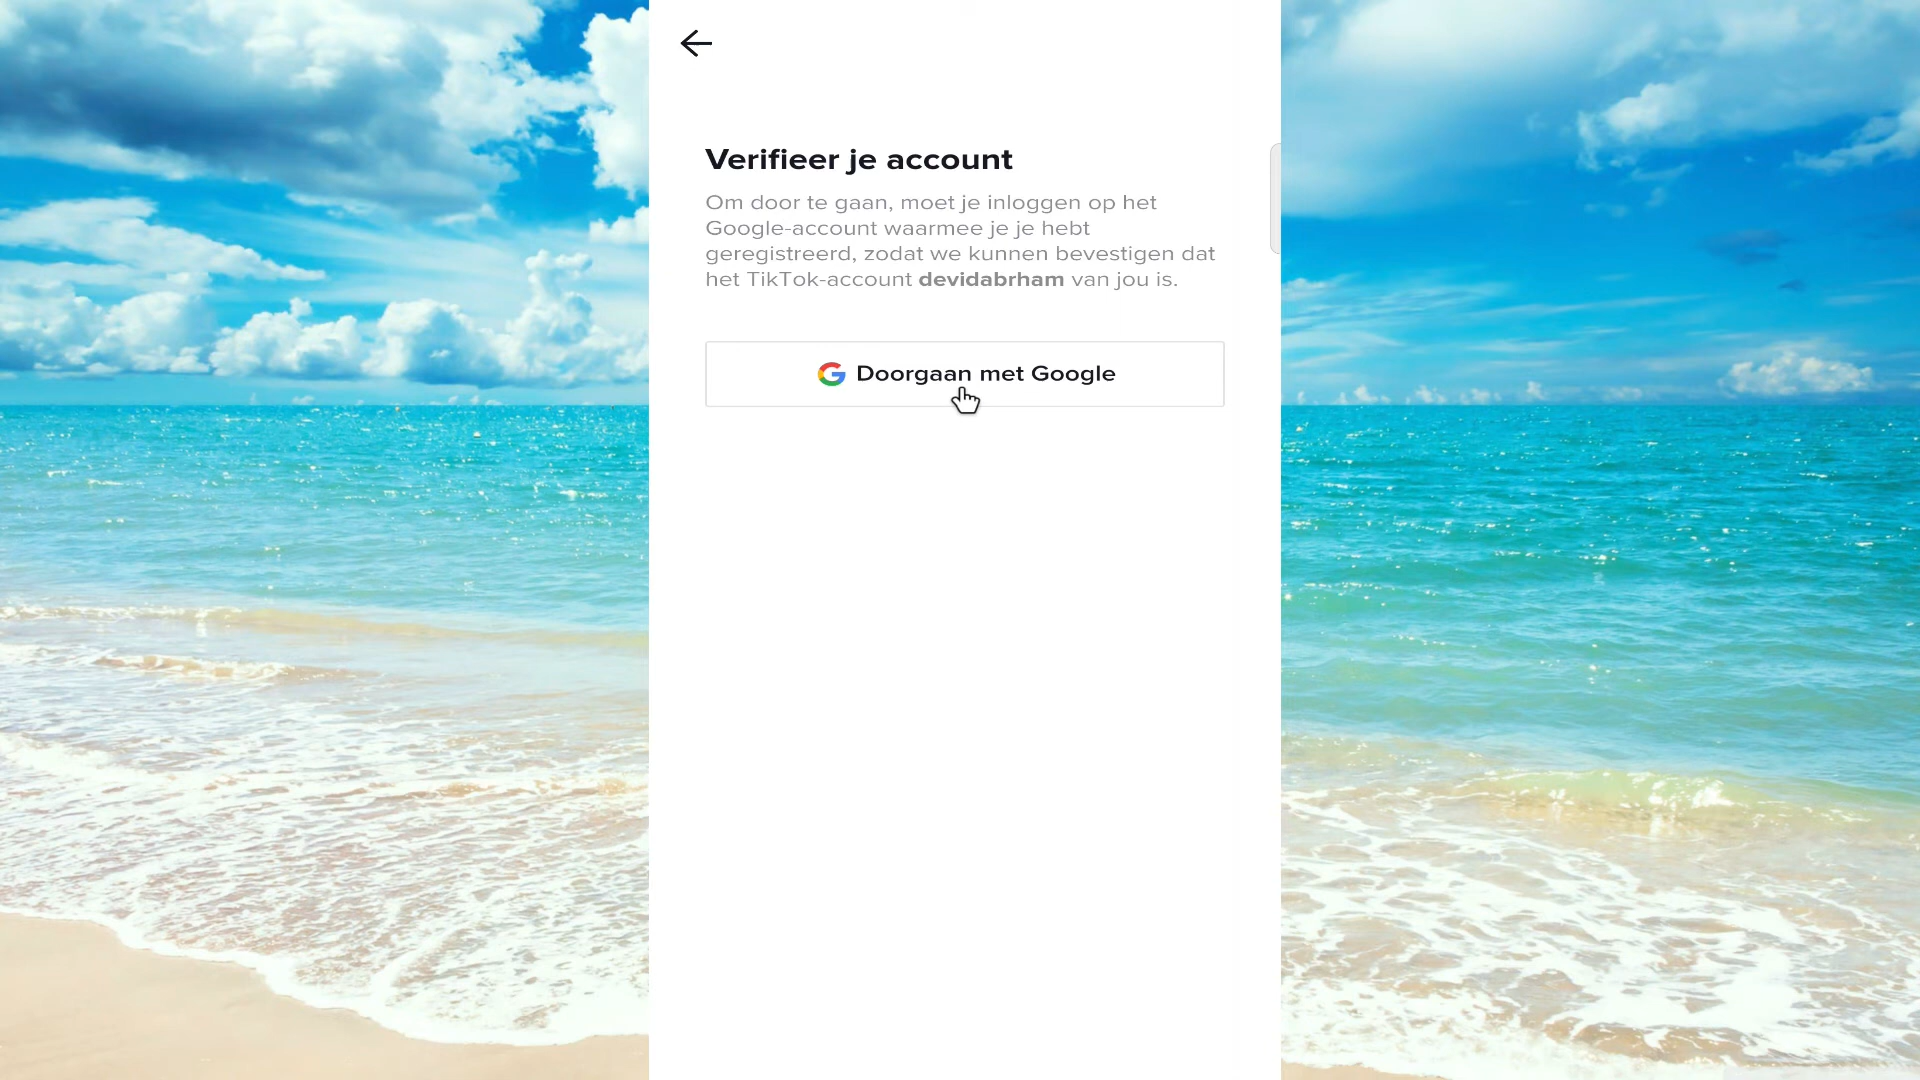 Verifieer je account
Om door te gaan, moet je inloggen op het
Google-account waarmee je je hebt
geregistreerd, zodat we kunnen bevestigen dat
het TikTok-account devidabrham van jou is.
Doorgaan met Google